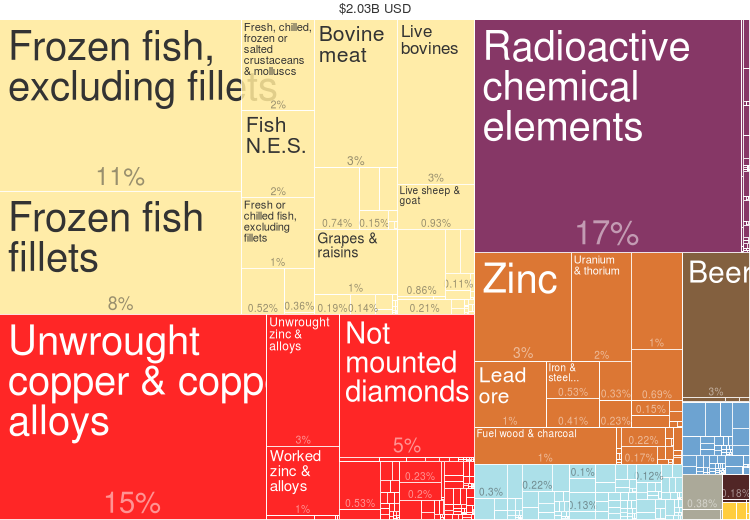 $2.03B USD
Frozen fish,
excluding fillets
11%
Frozen fish
fillets
8%
Fresh, chilled,
frozen or
salted
crustaceans
& molluscs
2%
Fish
N.E.S.
2%
Fresh or
chilled fish,
excluding
fillets
1%
0.52%
0.36%
Bovine
meat
3%
Live
bovines
3%
0.74%
0.15%
Live sheep &
goat
0.93%
Grapes &
raisins
1%
0.19%
0.14%
0.86%
0.11%
0.21%
Radioactive
chemical
elements
17%
Unwrought
copper & copp
alloys
15%
Unwrought
zinc &
alloys
3%
Worked
zinc &
alloys
1%
Not
mounted
diamonds
5%
0.53%
0.23%
0.2%
Zinc
3%
Uranium
& thorium
2%
1%
Lead
ore
1%
Iron &
steel...
0.53%
0.41%
0.33%
0.23%
0.69%
0.15%
Fuel wood & charcoal
1%
0.22%
0.17%
Beer
3%
0.3%
0.22%
0.1%
0.13%
0.12%
0.38%
0.18%